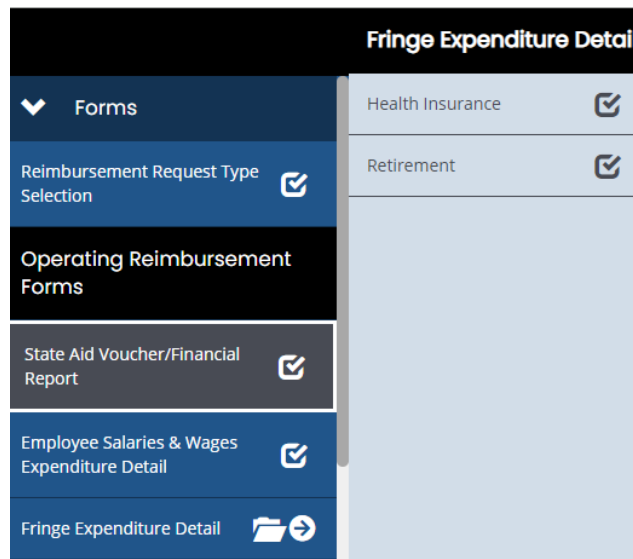 Fringe Expenditure Detai
Forms
Health Insurance
Reimbursement Request Type
Selection
Retirement
Operating Reimbursement
Forms
State Aid Voucher/Financial
Report
Employee Salaries & Wages
Expenditure Detail
Fringe Expenditure Detail